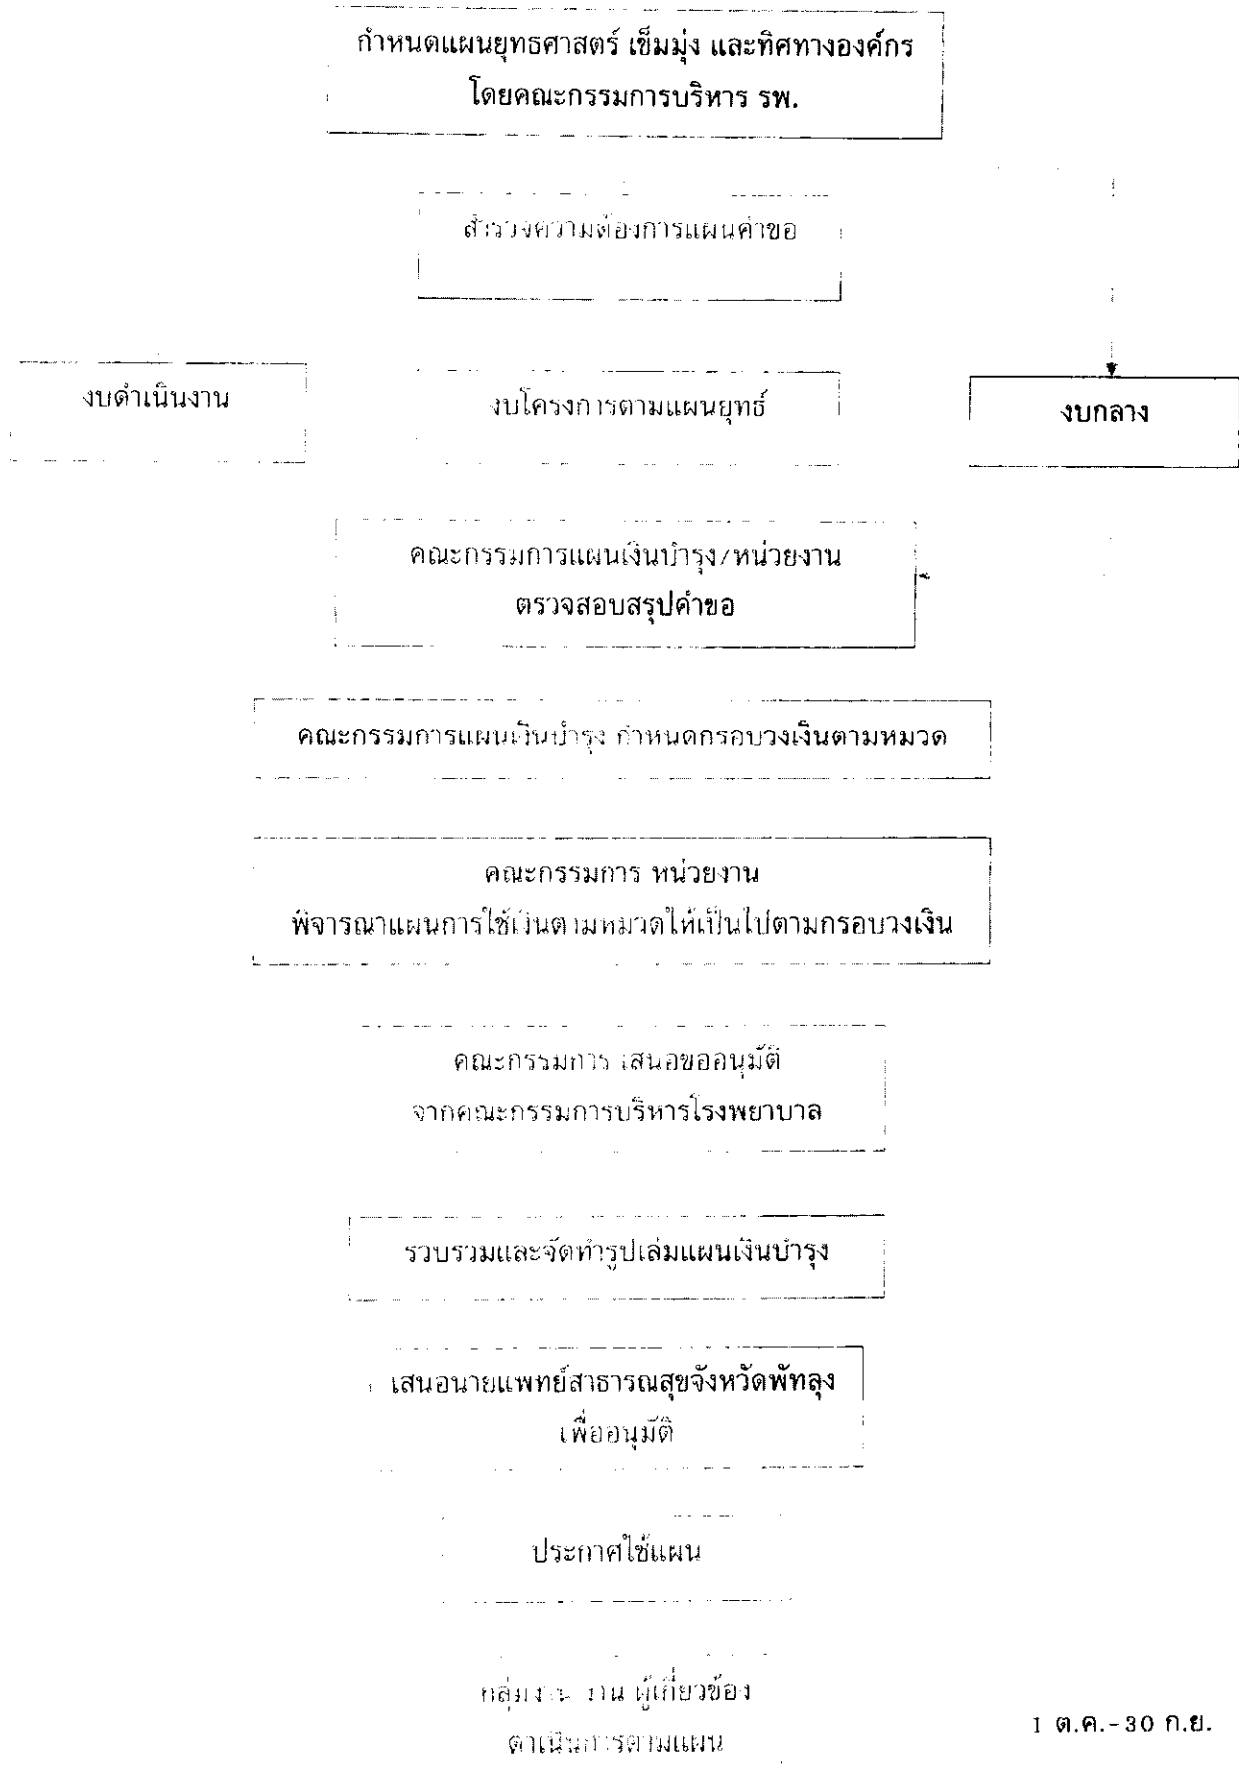 กำหนดแผนยุทธศาสตร์ เข็มมุ่ง และทิศทางองค์กร
โดยคณะกรรมการบริหาร รพ.
สำรวจความต้องการแผนคำขอ
งบดำเนินงาน
งบโครงการตามแผนยุทธ์
งบกลาง
คณะกรรมการแผนเงินบำรุง/หน่วยงาน
ตรวจสอบสรุปคำขอ
คณะกรรมการแผนเงินบำรุง กำหนดกรอบวงเงินตามหมวด
คณะกรรมการ หน่วยงาน
พิจารณาแผนการใช้เงินตามหมวดให้เป็นไปตามกรอบวงเงิน
คณะกรรมการ เสนอขออนุมัติ
จากคณะกรรมการบริหารโรงพยาบาล
รวบรวมและจัดทำรูปเล่มแผนเงินบำรุง
เสนอนายแพทย์สาธารณสุขจังหวัดพัทลุง
เพื่ออนุมัติ
ประกาศใช้แผน
ผู้เกี่ยวข้อง
ดำเนินการตามแผน
1 ต.ค.-30 ก.ย.